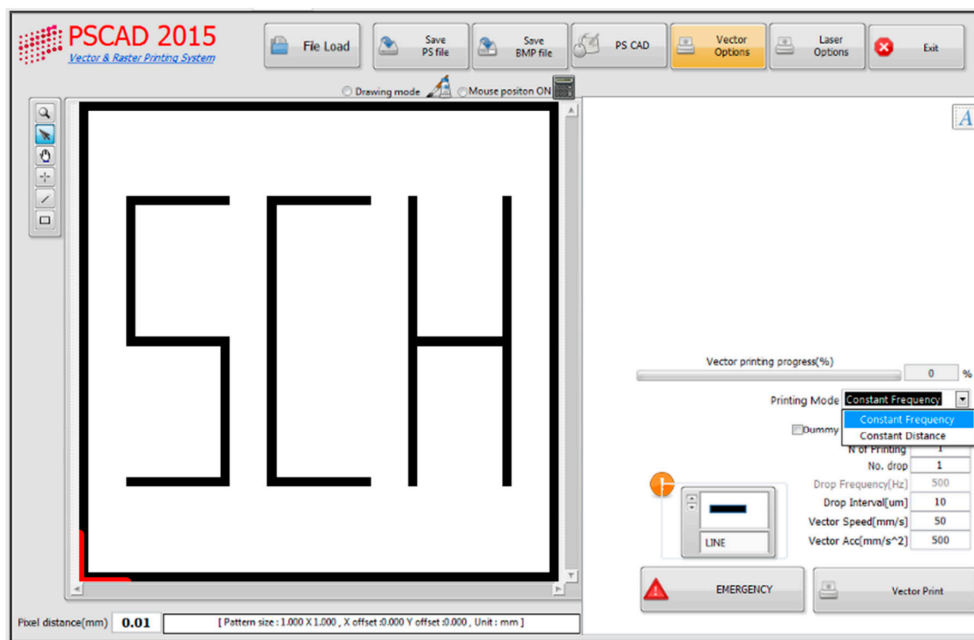 PSCAD 2015
Vector & Raster Printing System
File Load
Save
PS file
Save
BMP file
PS CAD
Vector
Options
Laser
Options
Exit
Drawing mode
Mouse positon ON
A
SCH
Vector printing progress(%)
0 %
Printing Mode Constant Frequency
Constant Frequency
Constant Distance
Dummy
N of Printing 1
No. drop 1
Drop Frequency[Hz] 500
Drop Interval[um] 10
Vector Speed[mm/s] 50
Vector Acc[mm/s^2] 500
LINE
EMERGENCY
Vector Print
Pixel distance(mm) 0.01 [ Pattern size : 1.000 X 1.000 , X offset :0.000 Y offset :0.000 , Unit : mm ]